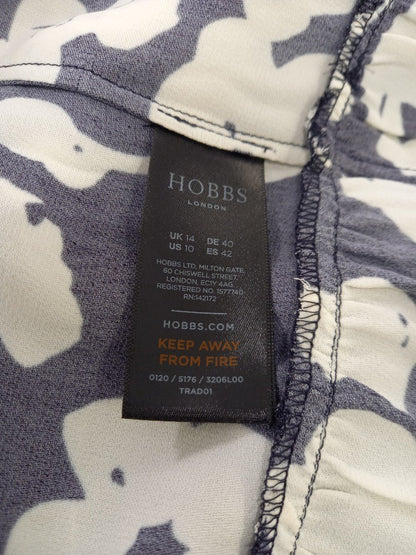 HOBBS
LONDON
UK 14 DE 40
US 10 ES 42
HOBBS LTD, MILTON GATE,
60 CHISWELL STREET,
LONDON, EC1Y 4AG
REGISTERED NO. 1577740
RN:142172
HOBBS.COM
KEEP AWAY
FROM FIRE
0120 / 5176 / 3206L00
TRAD01